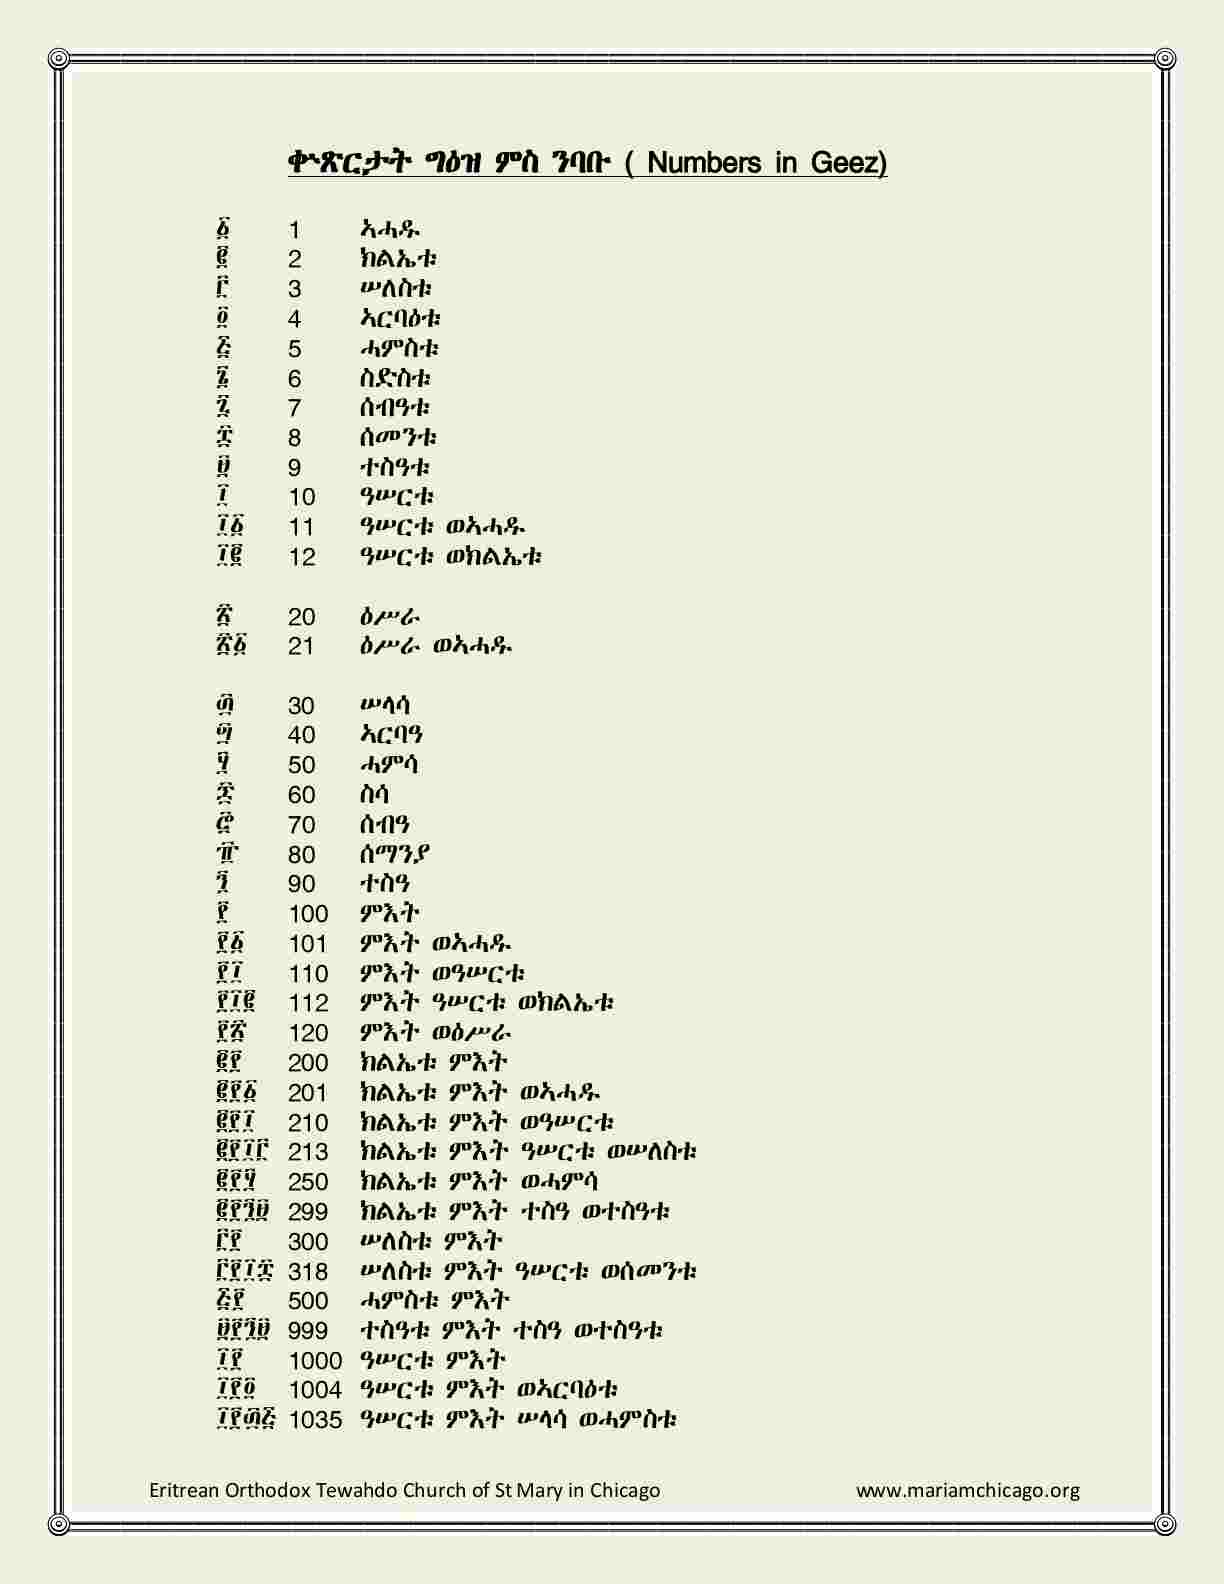 ቍጽርታት ግዕዝ ምስ ንባቡ ( Numbers in Geez)
፩ 1 ኣሓዱ
፪ 2 ክልኤቱ
፫ 3 ሠለስቱ
፬ 4 ኣርባዕቱ
፭ 5 ሓምስቱ
፮ 6 ስድስቱ
፯ 7 ሰብዓቱ
፰ 8 ሰመንቱ
፱ 9 ተስዓቱ
፲ 10 ዓሠርቱ
፲፩ 11 ዓሠርቱ ወኣሓዱ
፲፪ 12 ዓሠርቱ ወክልኤቱ
፳ 20 ዕሥራ
፳፩ 21 ዕሥራ ወኣሓዱ
፴ 30 ሠላሳ
፵ 40 ኣርባዓ
፶ 50 ሓምሳ
፷ 60 ስሳ
፸ 70 ሰብዓ
፹ 80 ሰማንያ
፺ 90 ተስዓ
፻ 100 ምእት
፻፩ 101 ምእት ወኣሓዱ
፻፲ 110 ምእት ወዓሠርቱ
፻፲፪ 112 ምእት ዓሠርቱ ወክልኤቱ
፻፳ 120 ምእት ወዕሥራ
፪፻ 200 ክልኤቱ ምእት
፪፻፩ 201 ክልኤቱ ምእት ወኣሓዱ
፪፻፲ 210 ክልኤቱ ምእት ወዓሠርቱ
፪፻፲፫ 213 ክልኤቱ ምእት ዓሠርቱ ወሠለስቱ
፪፻፶ 250 ክልኤቱ ምእት ወሓምሳ
፪፻፺፱ 299 ክልኤቱ ምእት ተስዓ ወተስዓቱ
፫፻ 300 ሠለስቱ ምእት
፫፻፲፰ 318 ሠለስቱ ምእት ዓሠርቱ ወሰመንቱ
፭፻ 500 ሓምስቱ ምእት
፱፻፺፱ 999 ተስዓቱ ምእት ተስዓ ወተስዓቱ
፲፻ 1000 ዓሠርቱ ምእት
፲፻፬ 1004 ዓሠርቱ ምእት ወኣርባዕቱ
፲፻፴፭ 1035 ዓሠርቱ ምእት ሠላሳ ወሓምስቱ
Eritrean Orthodox Tewahdo Church of St Mary in Chicago www.mariamchicago.org